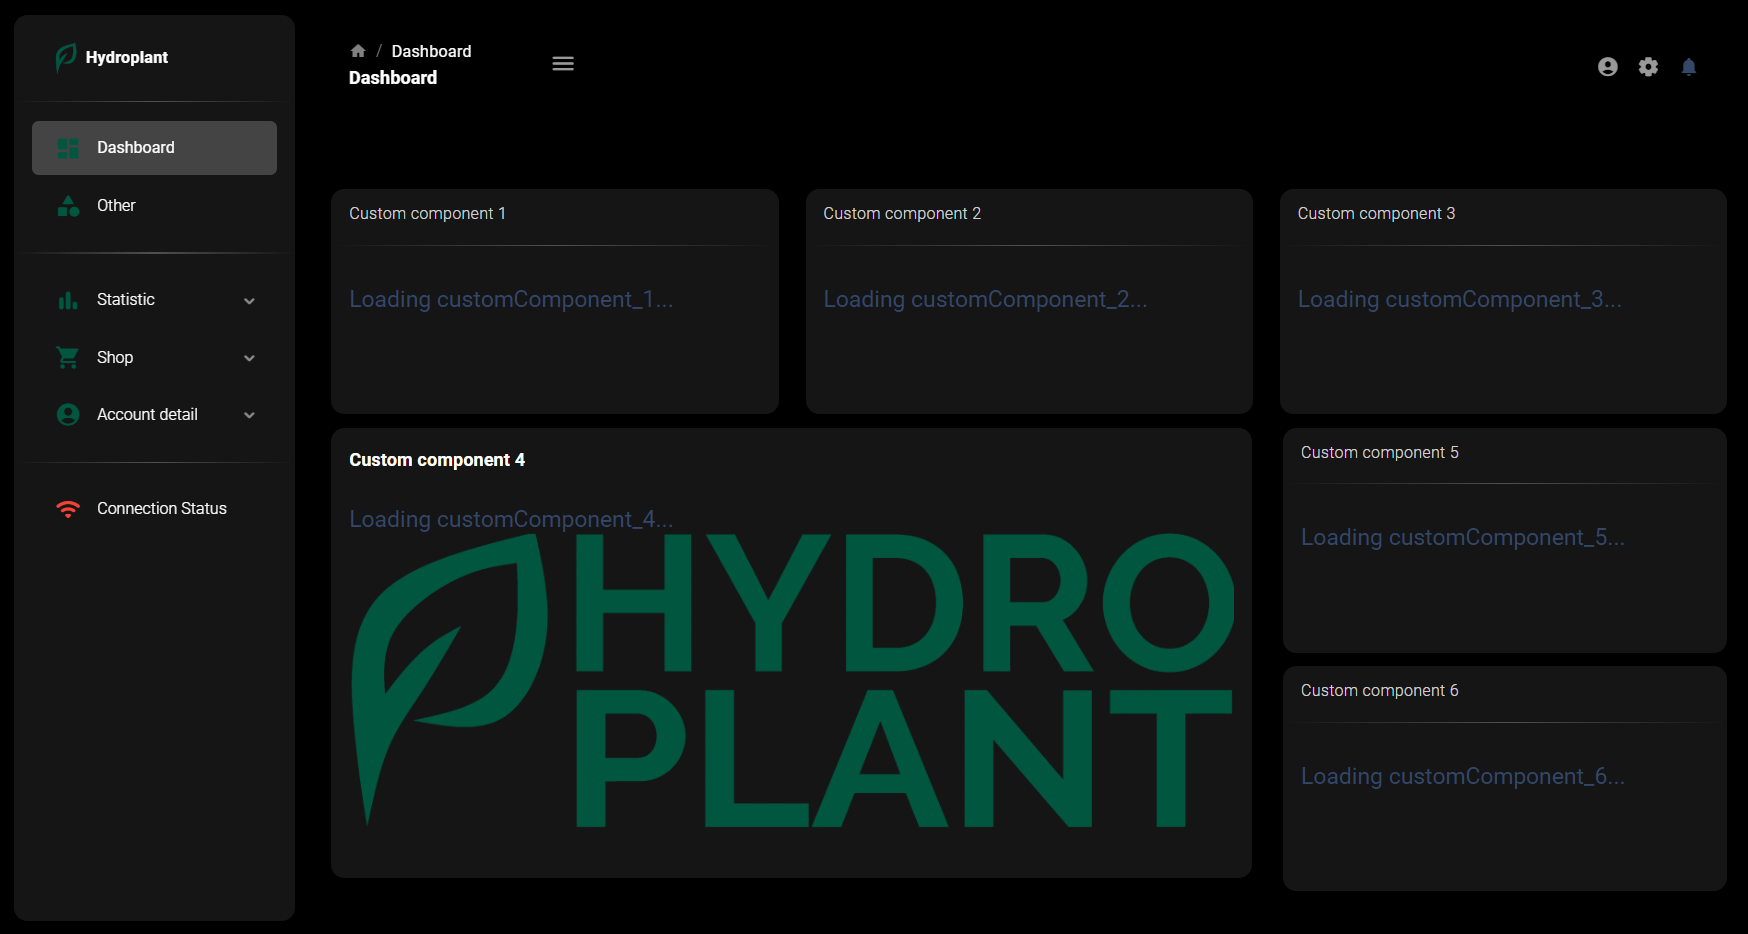 Hydroplant
Dashboard
Other
Statistic
Shop
Account detail
Connection Status
/ Dashboard
Dashboard
Custom component 1
Loading customComponent_1...
Custom component 2
Loading customComponent_2...
Custom component 3
Loading customComponent_3...
Custom component 4
Loading customComponent_4...
HYDRO
PLANT
Custom component 5
Loading customComponent_5...
Custom component 6
Loading customComponent_6...